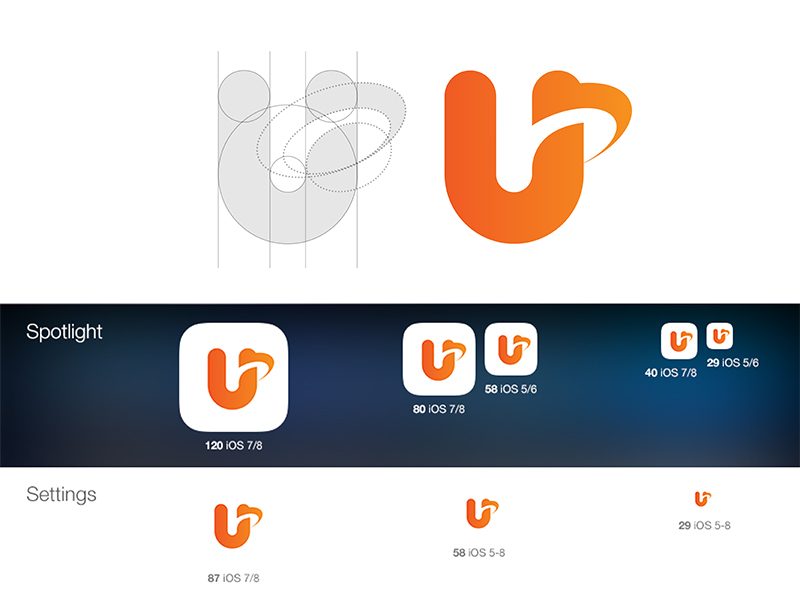 Spotlight
120 iOS 7/8
80 iOS 7/8
58 iOS 5/6
40 iOS 7/8
29 iOS 5/6
Settings
87 iOS 7/8
58 iOS 5-8
29 iOS 5-8